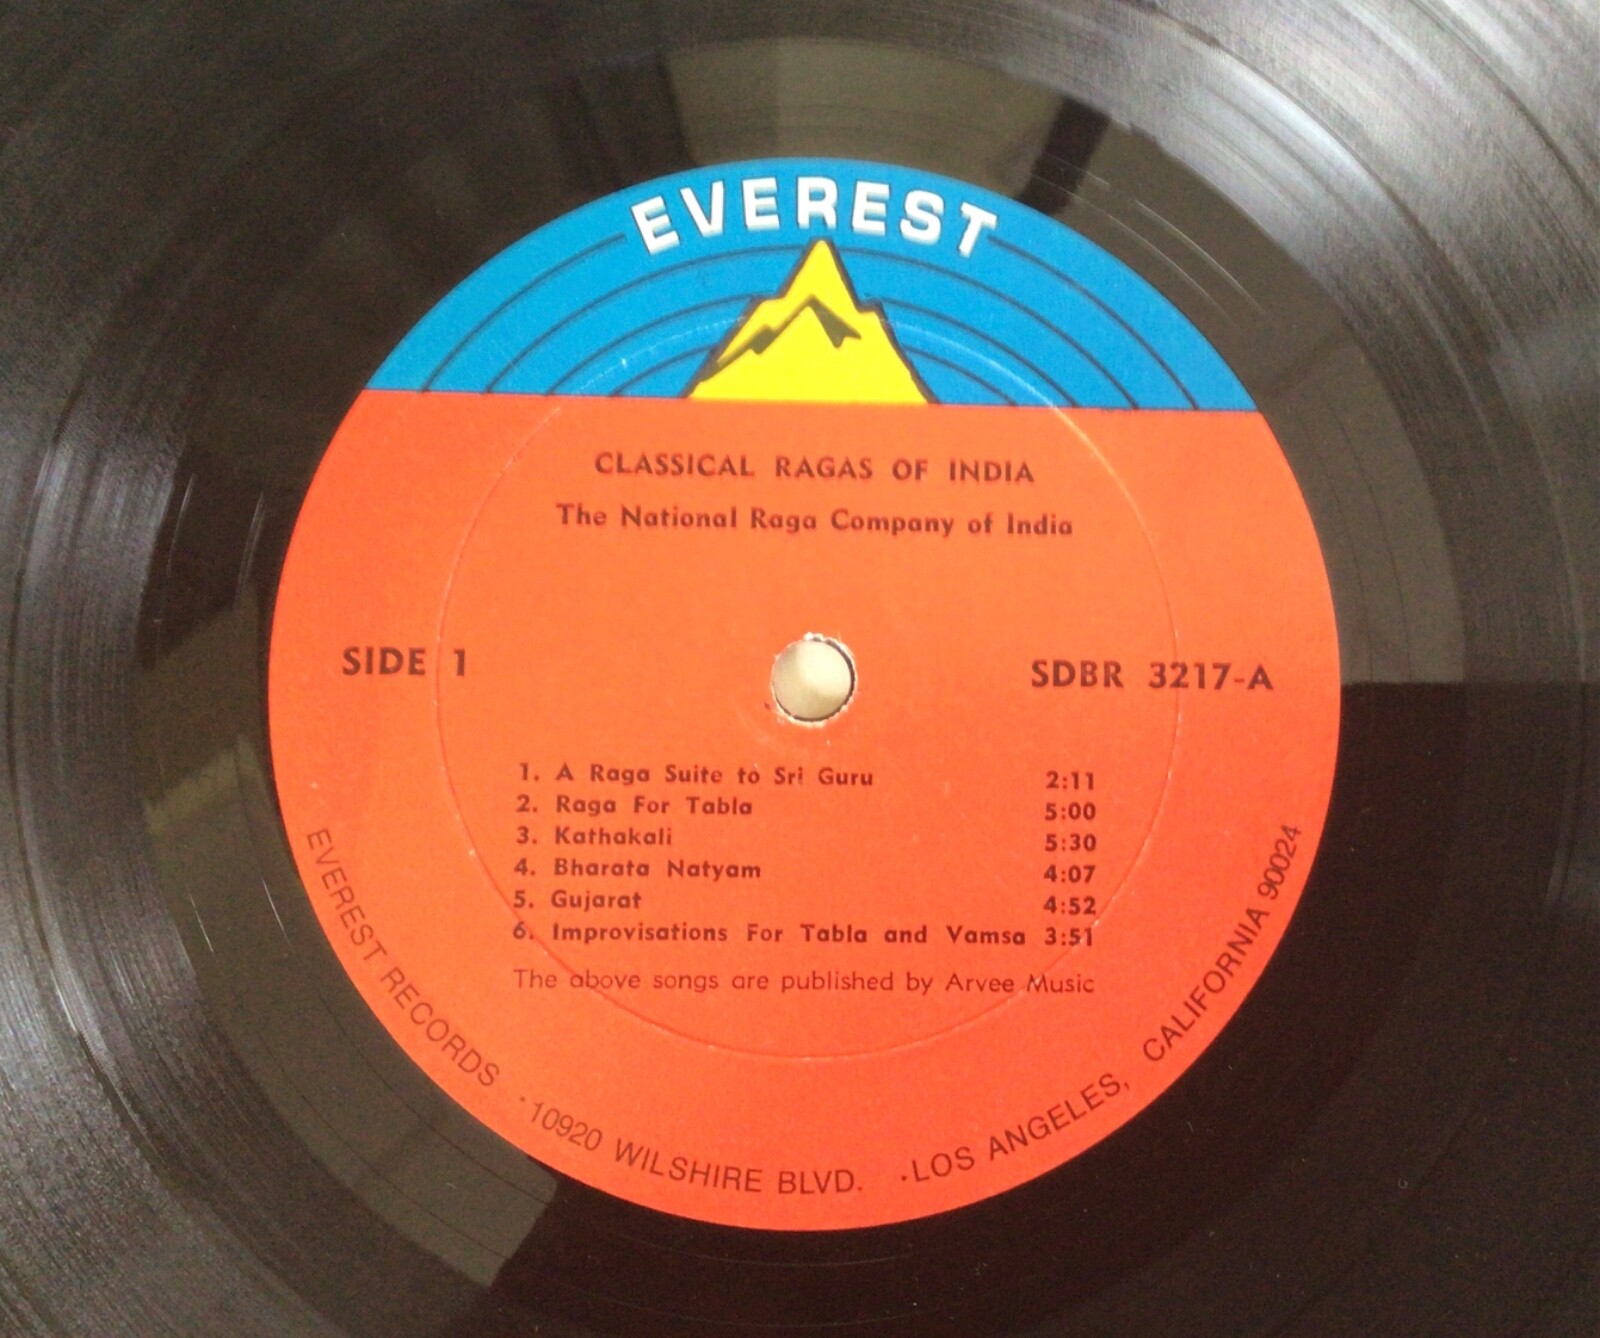 EVEREST
CLASSICAL RAGAS OF INDIA
The National Raga Company of India
SIDE 1
SDBR 3217-A
1. A Raga Suite to Sri Guru 2:11
2. Raga For Tabla 5:00
3. Kathakali 5:30
4. Bharata Natyam 4:07
5. Gujarat 4:52
6. Improvisations For Tabla and Vamsa 3:51
The above songs are published by Arvee Music
EVEREST RECORDS · 10920 WILSHIRE BLVD. · LOS ANGELES, CALIFORNIA 90024